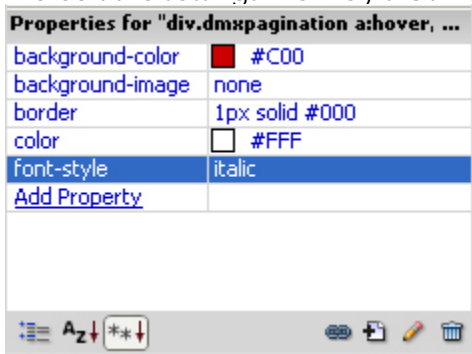 Properties for "div.dmxpagination a:hover, ...
background-color #C00
background-image none
border 1px solid #000
color #FFF
font-style italic
Add Property
Az↓ **↓